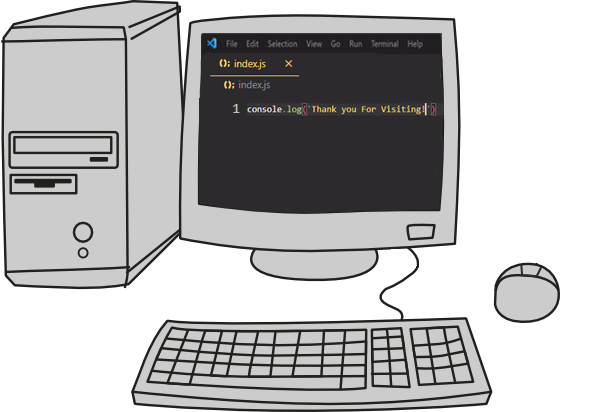 File Edit Selection View Go Run Terminal Help
(); index.js ×
(); index.js
1 console.log('Thank you For Visiting!')